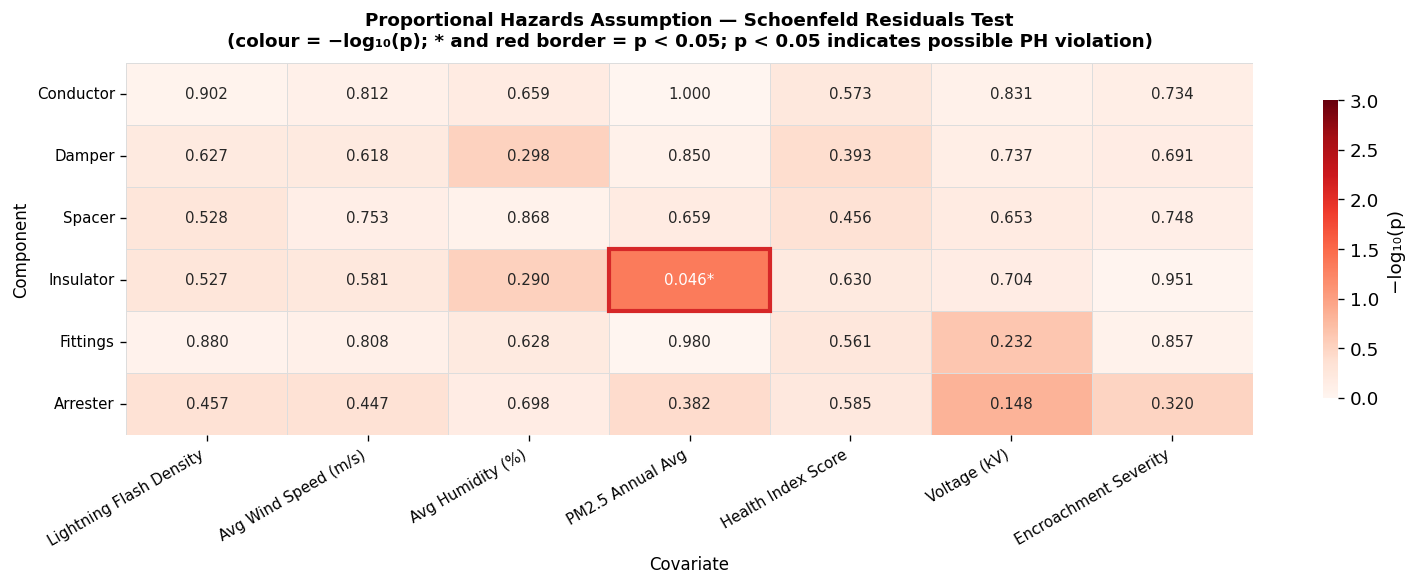 Proportional Hazards Assumption — Schoenfeld Residuals Test
(colour = −log₁₀(p); * and red border = p < 0.05; p < 0.05 indicates possible PH violation)
Component
Conductor 0.902 0.812 0.659 1.000 0.573 0.831 0.734
Damper 0.627 0.618 0.298 0.850 0.393 0.737 0.691
Spacer 0.528 0.753 0.868 0.659 0.456 0.653 0.748
Insulator 0.527 0.581 0.290 0.046* 0.630 0.704 0.951
Fittings 0.880 0.808 0.628 0.980 0.561 0.232 0.857
Arrester 0.457 0.447 0.698 0.382 0.585 0.148 0.320
Lightning Flash Density
Avg Wind Speed (m/s)
Avg Humidity (%)
PM2.5 Annual Avg
Health Index Score
Voltage (kV)
Encroachment Severity
Covariate
3.0
2.5
2.0
1.5
1.0
0.5
0.0
−log₁₀(p)